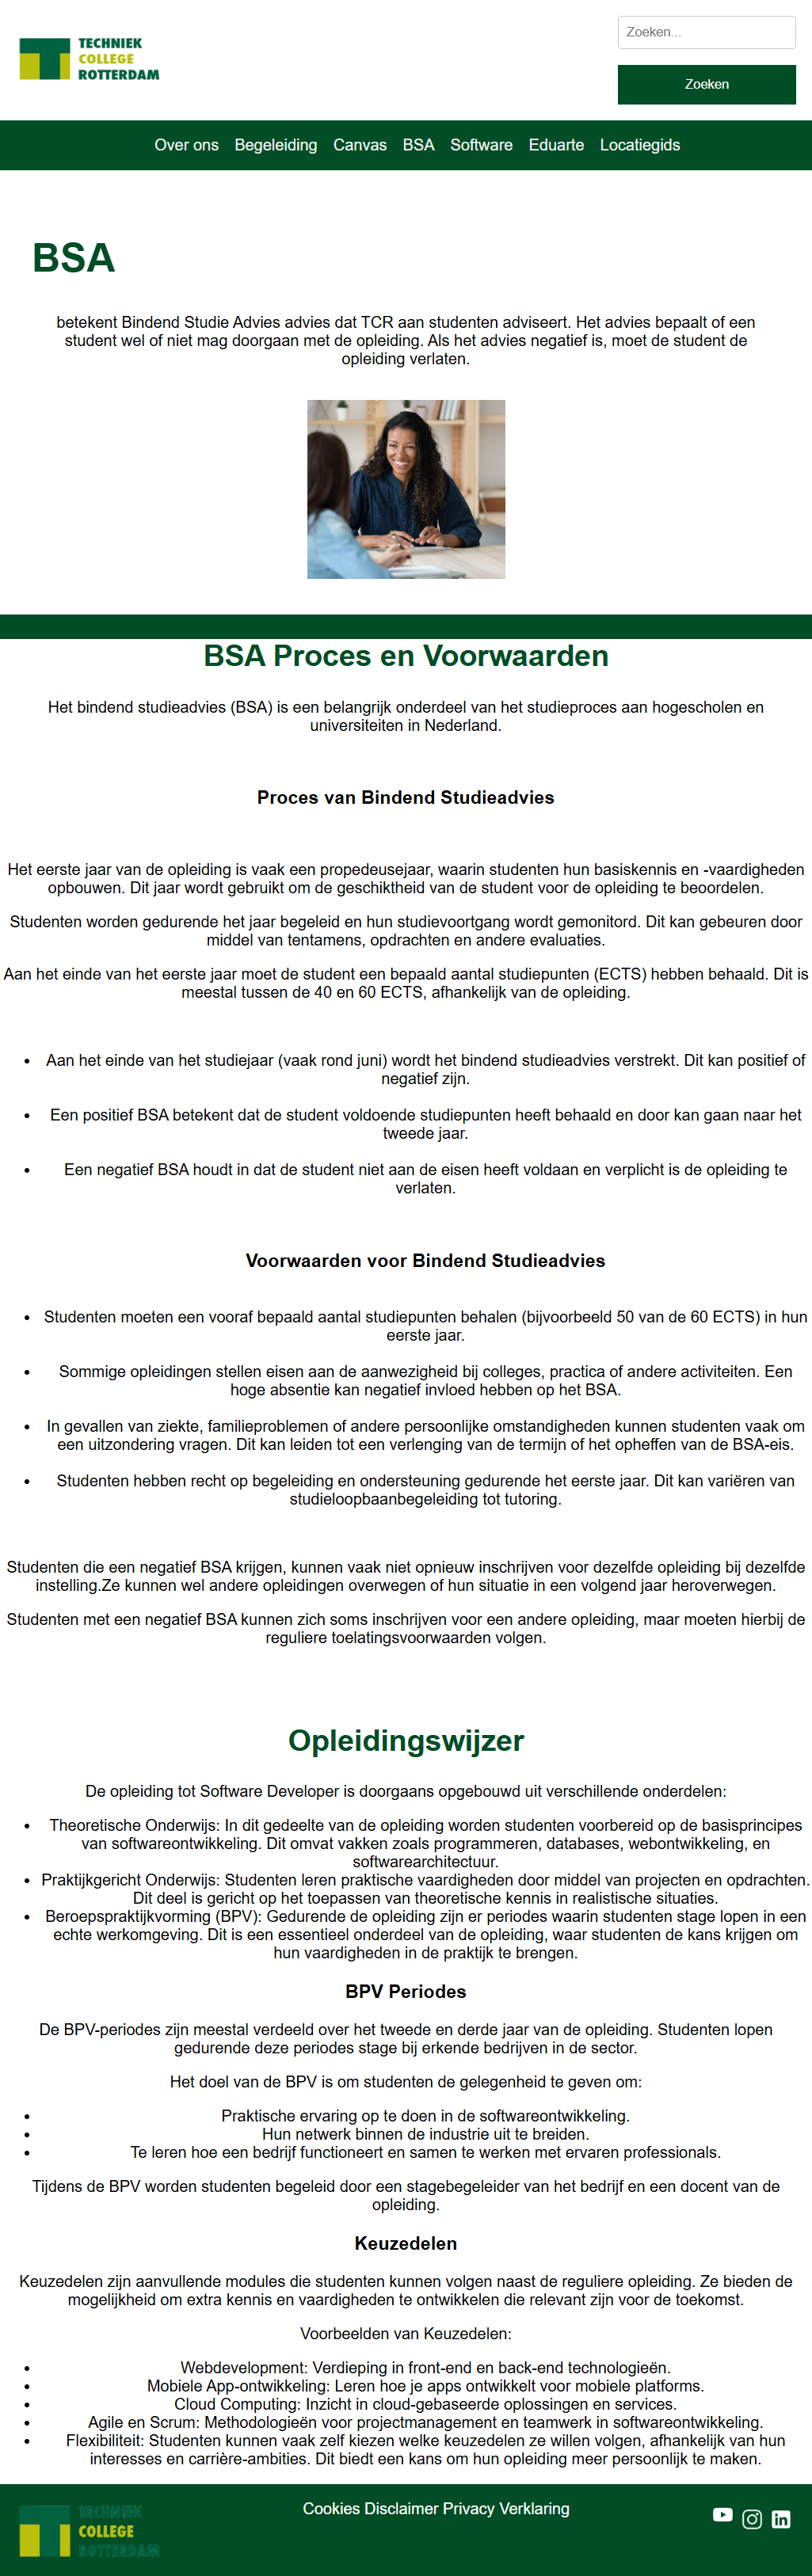 TECHNIEK
COLLEGE
ROTTERDAM
Zoeken...
Zoeken
Over ons Begeleiding Canvas BSA Software Eduarte Locatiegids
BSA
betekent Bindend Studie Advies advies dat TCR aan studenten adviseert. Het advies bepaalt of een
student wel of niet mag doorgaan met de opleiding. Als het advies negatief is, moet de student de
opleiding verlaten.
BSA Proces en Voorwaarden
Het bindend studieadvies (BSA) is een belangrijk onderdeel van het studieproces aan hogescholen en
universiteiten in Nederland.
Proces van Bindend Studieadvies
Het eerste jaar van de opleiding is vaak een propedeusejaar, waarin studenten hun basiskennis en -vaardigheden
opbouwen. Dit jaar wordt gebruikt om de geschiktheid van de student voor de opleiding te beoordelen.
Studenten worden gedurende het jaar begeleid en hun studievoortgang wordt gemonitord. Dit kan gebeuren door
middel van tentamens, opdrachten en andere evaluaties.
Aan het einde van het eerste jaar moet de student een bepaald aantal studiepunten (ECTS) hebben behaald. Dit is
meestal tussen de 40 en 60 ECTS, afhankelijk van de opleiding.
• Aan het einde van het studiejaar (vaak rond juni) wordt het bindend studieadvies verstrekt. Dit kan positief of
negatief zijn.
• Een positief BSA betekent dat de student voldoende studiepunten heeft behaald en door kan gaan naar het
tweede jaar.
• Een negatief BSA houdt in dat de student niet aan de eisen heeft voldaan en verplicht is de opleiding te
verlaten.
Voorwaarden voor Bindend Studieadvies
• Studenten moeten een vooraf bepaald aantal studiepunten behalen (bijvoorbeeld 50 van de 60 ECTS) in hun
eerste jaar.
• Sommige opleidingen stellen eisen aan de aanwezigheid bij colleges, practica of andere activiteiten. Een
hoge absentie kan negatief invloed hebben op het BSA.
• In gevallen van ziekte, familieproblemen of andere persoonlijke omstandigheden kunnen studenten vaak om
een uitzondering vragen. Dit kan leiden tot een verlenging van de termijn of het opheffen van de BSA-eis.
• Studenten hebben recht op begeleiding en ondersteuning gedurende het eerste jaar. Dit kan variëren van
studieloopbaanbegeleiding tot tutoring.
Studenten die een negatief BSA krijgen, kunnen vaak niet opnieuw inschrijven voor dezelfde opleiding bij dezelfde
instelling.Ze kunnen wel andere opleidingen overwegen of hun situatie in een volgend jaar heroverwegen.
Studenten met een negatief BSA kunnen zich soms inschrijven voor een andere opleiding, maar moeten hierbij de
reguliere toelatingsvoorwaarden volgen.
Opleidingswijzer
De opleiding tot Software Developer is doorgaans opgebouwd uit verschillende onderdelen:
• Theoretische Onderwijs: In dit gedeelte van de opleiding worden studenten voorbereid op de basisprincipes
van softwareontwikkeling. Dit omvat vakken zoals programmeren, databases, webontwikkeling, en
softwarearchitectuur.
• Praktijkgericht Onderwijs: Studenten leren praktische vaardigheden door middel van projecten en opdrachten.
Dit deel is gericht op het toepassen van theoretische kennis in realistische situaties.
• Beroepspraktijkvorming (BPV): Gedurende de opleiding zijn er periodes waarin studenten stage lopen in een
echte werkomgeving. Dit is een essentieel onderdeel van de opleiding, waar studenten de kans krijgen om
hun vaardigheden in de praktijk te brengen.
BPV Periodes
De BPV-periodes zijn meestal verdeeld over het tweede en derde jaar van de opleiding. Studenten lopen
gedurende deze periodes stage bij erkende bedrijven in de sector.
Het doel van de BPV is om studenten de gelegenheid te geven om:
• Praktische ervaring op te doen in de softwareontwikkeling.
• Hun netwerk binnen de industrie uit te breiden.
• Te leren hoe een bedrijf functioneert en samen te werken met ervaren professionals.
Tijdens de BPV worden studenten begeleid door een stagebegeleider van het bedrijf en een docent van de
opleiding.
Keuzedelen
Keuzedelen zijn aanvullende modules die studenten kunnen volgen naast de reguliere opleiding. Ze bieden de
mogelijkheid om extra kennis en vaardigheden te ontwikkelen die relevant zijn voor de toekomst.
Voorbeelden van Keuzedelen:
• Webdevelopment: Verdieping in front-end en back-end technologieën.
• Mobiele App-ontwikkeling: Leren hoe je apps ontwikkelt voor mobiele platforms.
• Cloud Computing: Inzicht in cloud-gebaseerde oplossingen en services.
• Agile en Scrum: Methodologieën voor projectmanagement en teamwerk in softwareontwikkeling.
• Flexibiliteit: Studenten kunnen vaak zelf kiezen welke keuzedelen ze willen volgen, afhankelijk van hun
interesses en carrière-ambities. Dit biedt een kans om hun opleiding meer persoonlijk te maken.
TECHNIEK
COLLEGE
ROTTERDAM
Cookies Disclaimer Privacy Verklaring